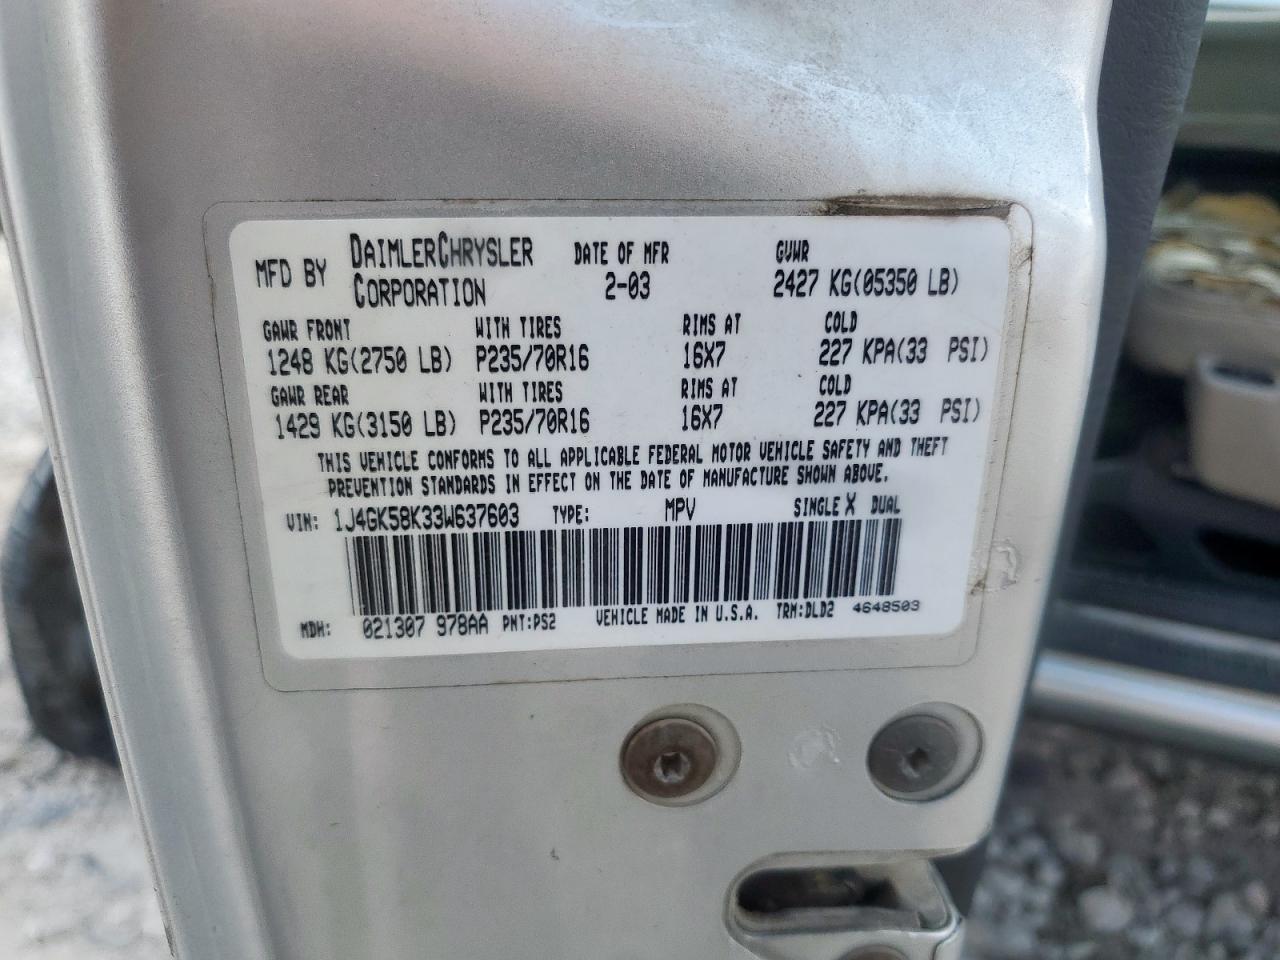 MFD BY DAIMLERCHRYSLER CORPORATION DATE OF MFR 2-03 GVWR 2427 KG(05350 LB)
GAWR FRONT WITH TIRES RIMS AT COLD
1248 KG(2750 LB) P235/70R16 16X7 227 KPA(33 PSI)
GAWR REAR WITH TIRES RIMS AT COLD
1429 KG(3150 LB) P235/70R16 16X7 227 KPA(33 PSI)
THIS VEHICLE CONFORMS TO ALL APPLICABLE FEDERAL MOTOR VEHICLE SAFETY AND THEFT
PREVENTION STANDARDS IN EFFECT ON THE DATE OF MANUFACTURE SHOWN ABOVE.
VIN: 1J4GK58K33W637603 TYPE: MPV SINGLE X DUAL
MDH: 021307 978AA PNT:PS2 VEHICLE MADE IN U.S.A. TRM:DLD2 4648503